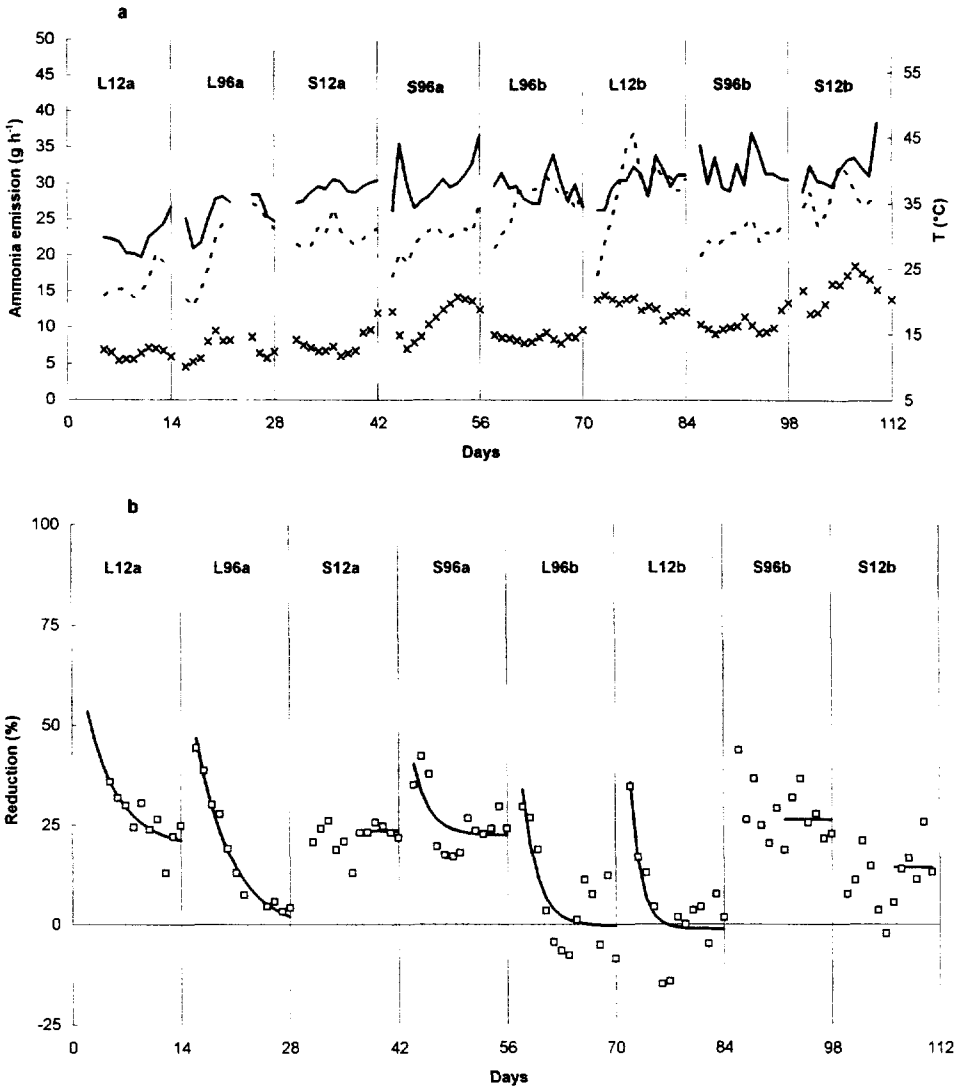 a
50
45
40
35
30
25
20
15
10
5
0
Ammonia emission (g h⁻¹)
L12a
L96a
S12a
S96a
L96b
L12b
S96b
S12b
55
45
35
25
15
5
T (°C)
0
14
28
42
56
70
84
98
112
Days
b
100
75
50
25
0
-25
Reduction (%)
L12a
L96a
S12a
S96a
L96b
L12b
S96b
S12b
0
14
28
42
56
70
84
98
112
Days